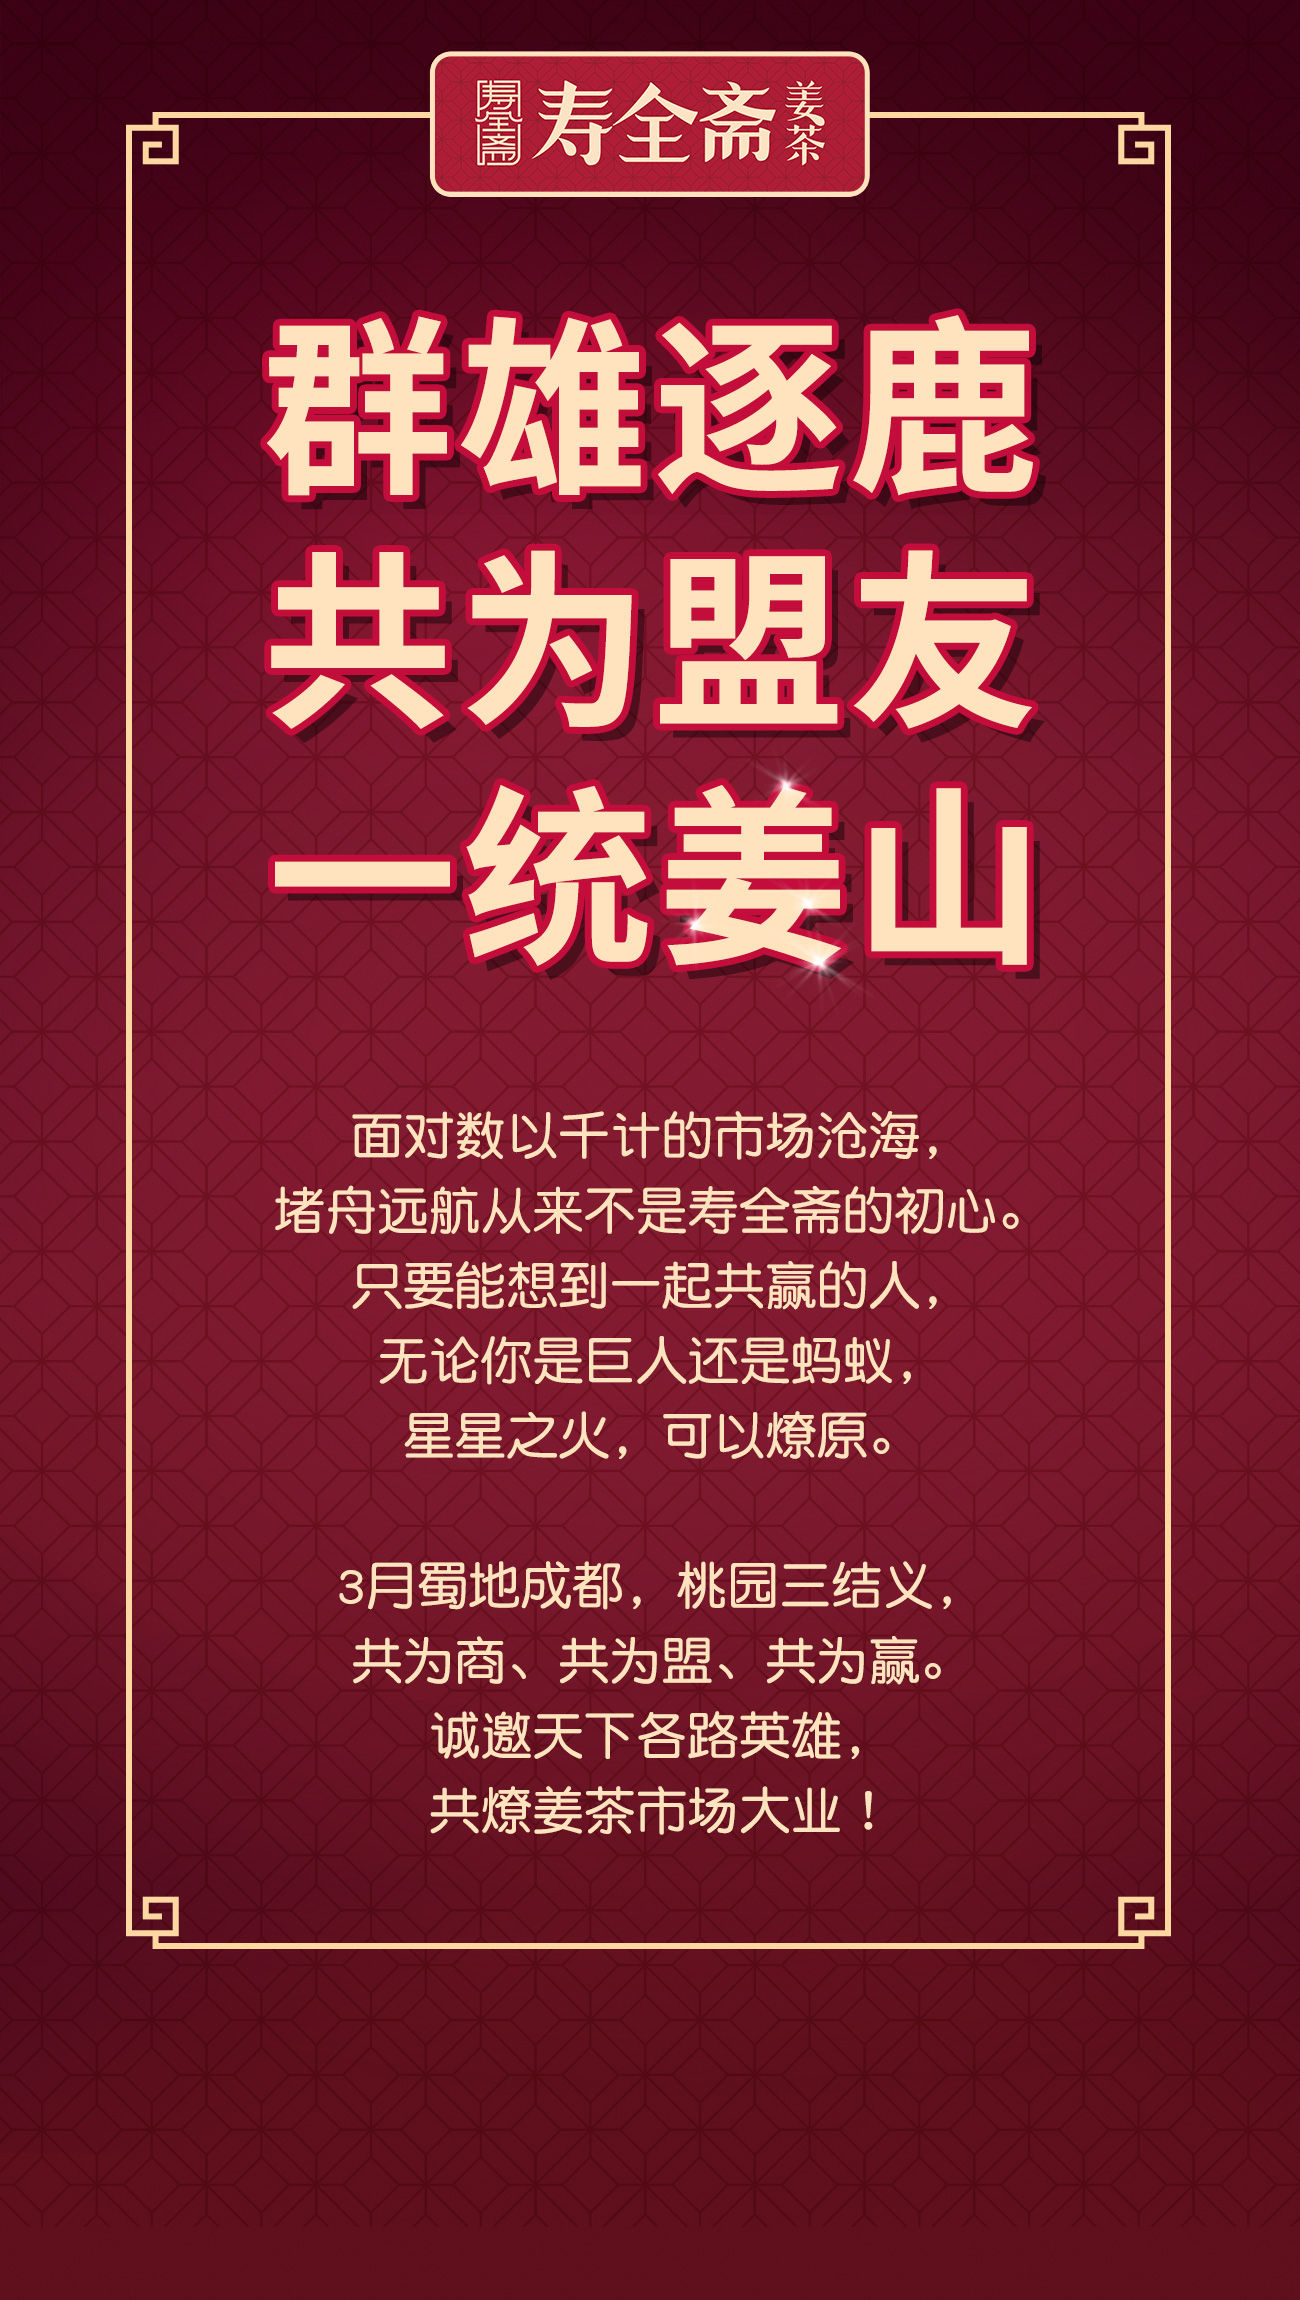 寿全斋
寿全斋
姜茶
群雄逐鹿
共为盟友
一统姜山
面对数以千计的市场沧海，
堵舟远航从来不是寿全斋的初心。
只要能想到一起共赢的人，
无论你是巨人还是蚂蚁，
星星之火，可以燎原。
3月蜀地成都，桃园三结义，
共为商、共为盟、共为赢。
诚邀天下各路英雄，
共燎姜茶市场大业！